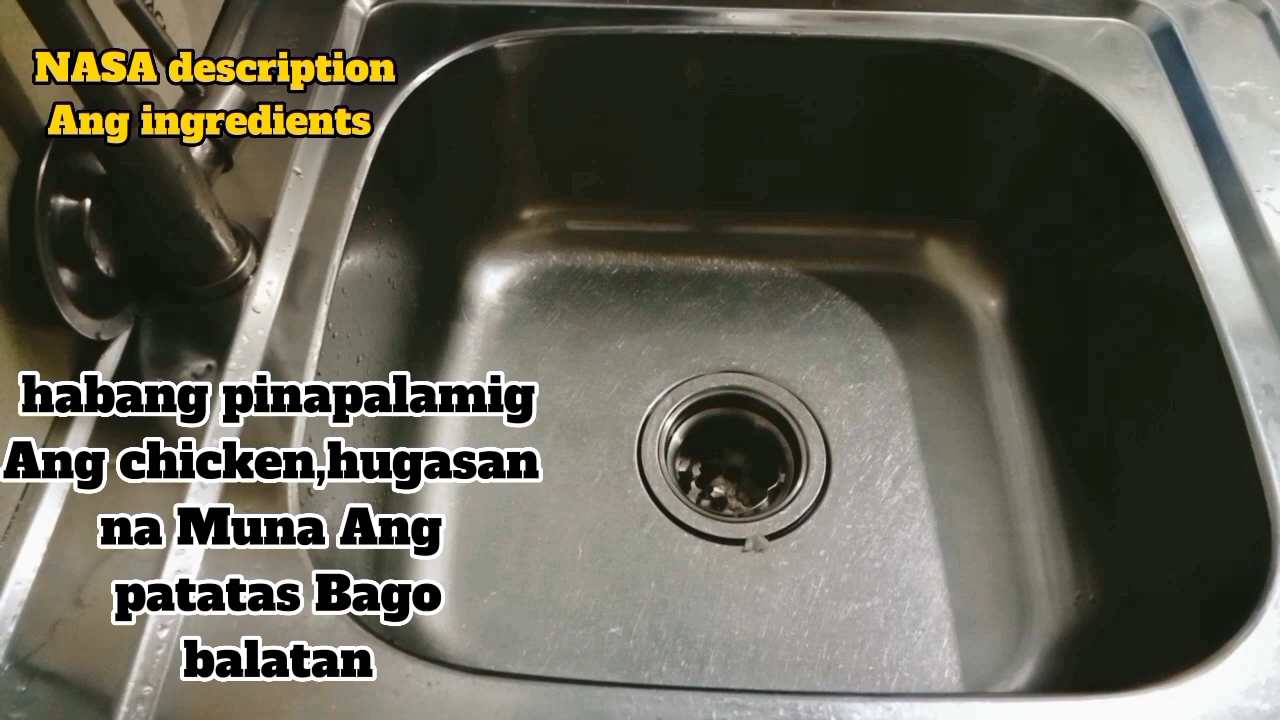 NASA description
Ang ingredients
habang pinapalamig
Ang chicken,hugasan
na Muna Ang
patatas Bago
balatan